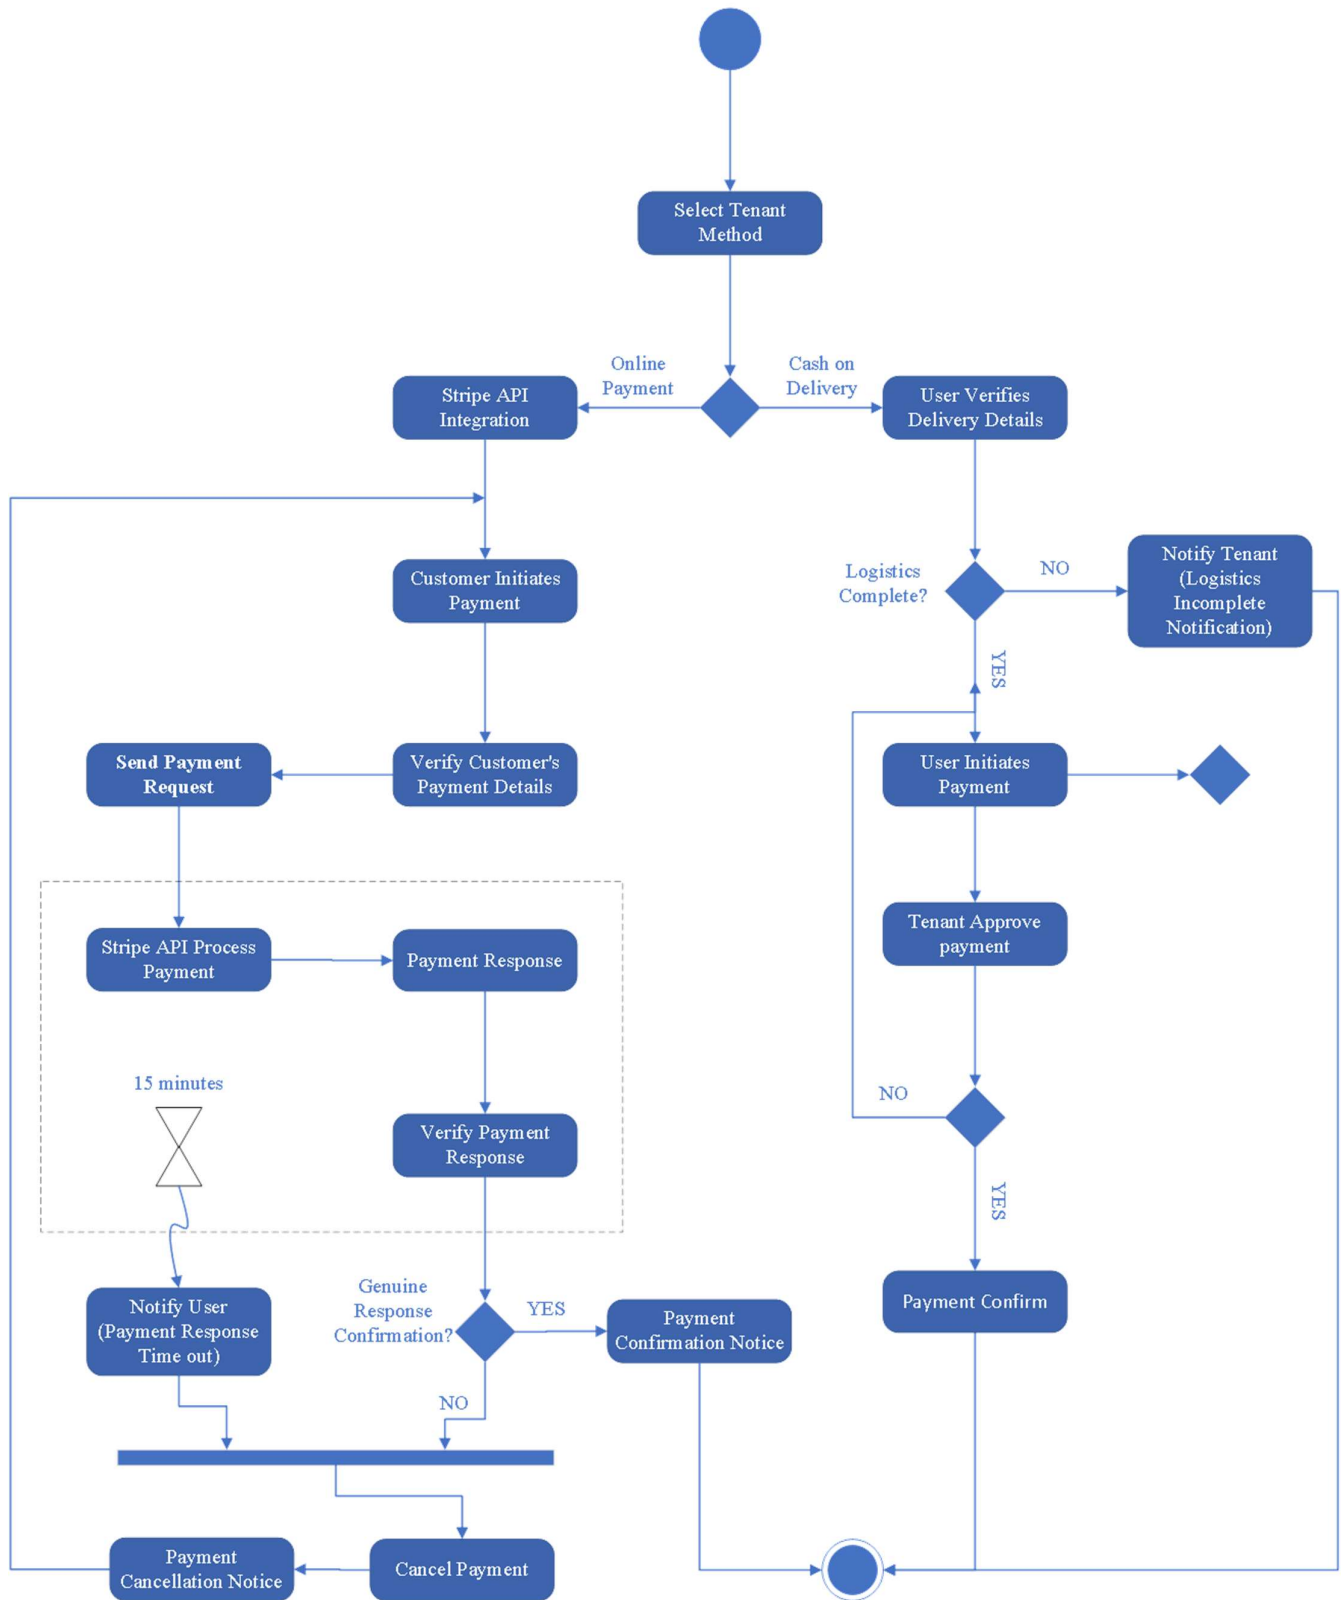 Select Tenant
Method
Online
Payment
Cash on
Delivery
Stripe API
Integration
User Verifies
Delivery Details
Customer Initiates
Payment
Logistics
Complete?
NO
Notify Tenant
(Logistics
Incomplete
Notification)
YES
Send Payment
Request
Verify Customer's
Payment Details
User Initiates
Payment
Stripe API Process
Payment
Payment Response
Tenant Approve
payment
15 minutes
NO
Verify Payment
Response
YES
Notify User
(Payment Response
Time out)
Genuine
Response
Confirmation?
YES
Payment
Confirmation Notice
Payment Confirm
NO
Payment
Cancellation Notice
Cancel Payment